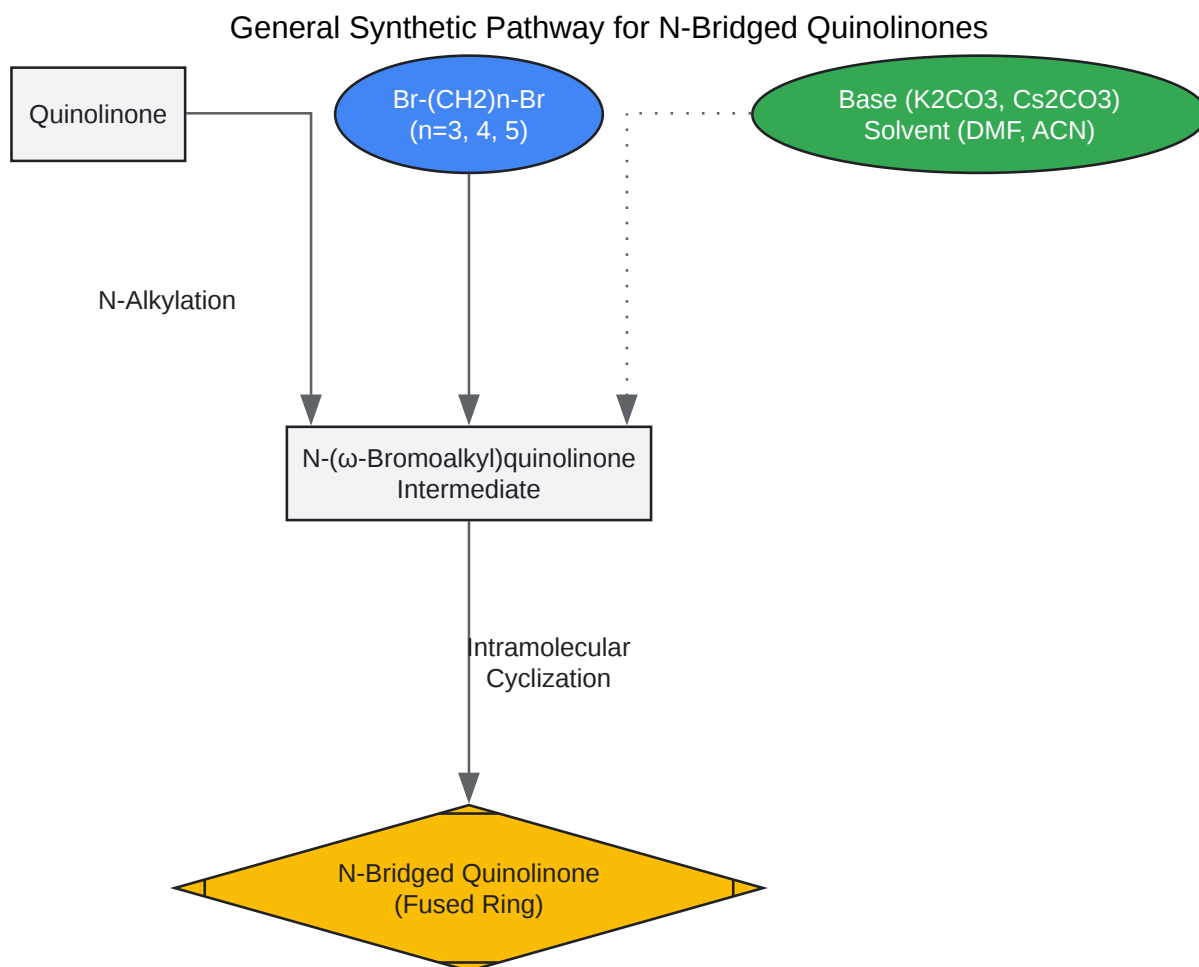 General Synthetic Pathway for N-Bridged Quinolinones
Quinolinone
Br-(CH2)n-Br
(n=3, 4, 5)
Base (K2CO3, Cs2CO3)
Solvent (DMF, ACN)
N-Alkylation
N-(ω-Bromoalkyl)quinolinone
Intermediate
Intramolecular
Cyclization
N-Bridged Quinolinone
(Fused Ring)